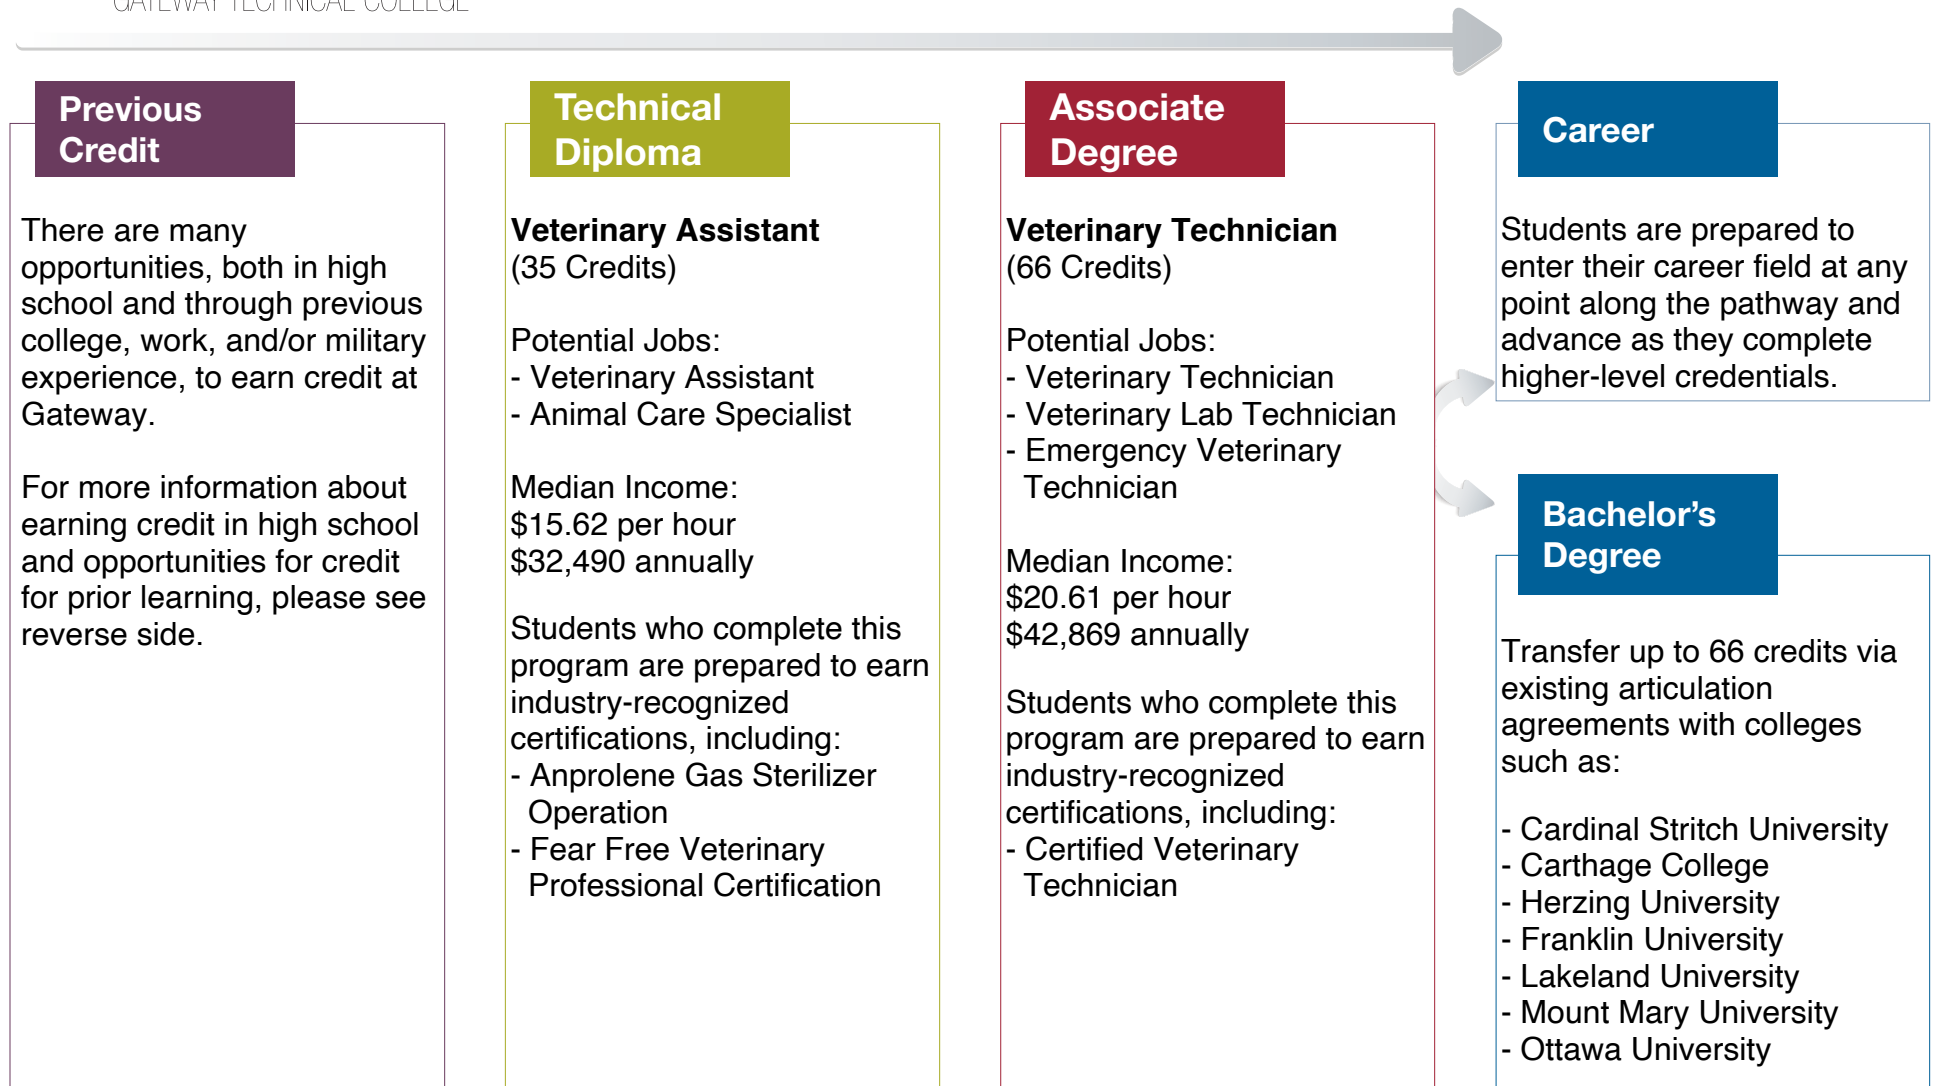 GATEWAY TECHNICAL COLLEGE
Previous
Credit
There are many
opportunities, both in high
school and through previous
college, work, and/or military
experience, to earn credit at
Gateway.
For more information about
earning credit in high school
and opportunities for credit
for prior learning, please see
reverse side.
Technical
Diploma
Veterinary Assistant
(35 Credits)
Potential Jobs:
- Veterinary Assistant
- Animal Care Specialist
Median Income:
$15.62 per hour
$32,490 annually
Students who complete this
program are prepared to earn
industry-recognized
certifications, including:
- Anprolene Gas Sterilizer
Operation
- Fear Free Veterinary
Professional Certification
Associate
Degree
Veterinary Technician
(66 Credits)
Potential Jobs:
- Veterinary Technician
- Veterinary Lab Technician
- Emergency Veterinary
Technician
Median Income:
$20.61 per hour
$42,869 annually
Students who complete this
program are prepared to earn
industry-recognized
certifications, including:
- Certified Veterinary
Technician
Career
Students are prepared to
enter their career field at any
point along the pathway and
advance as they complete
higher-level credentials.
Bachelor’s
Degree
Transfer up to 66 credits via
existing articulation
agreements with colleges
such as:
- Cardinal Stritch University
- Carthage College
- Herzing University
- Franklin University
- Lakeland University
- Mount Mary University
- Ottawa University